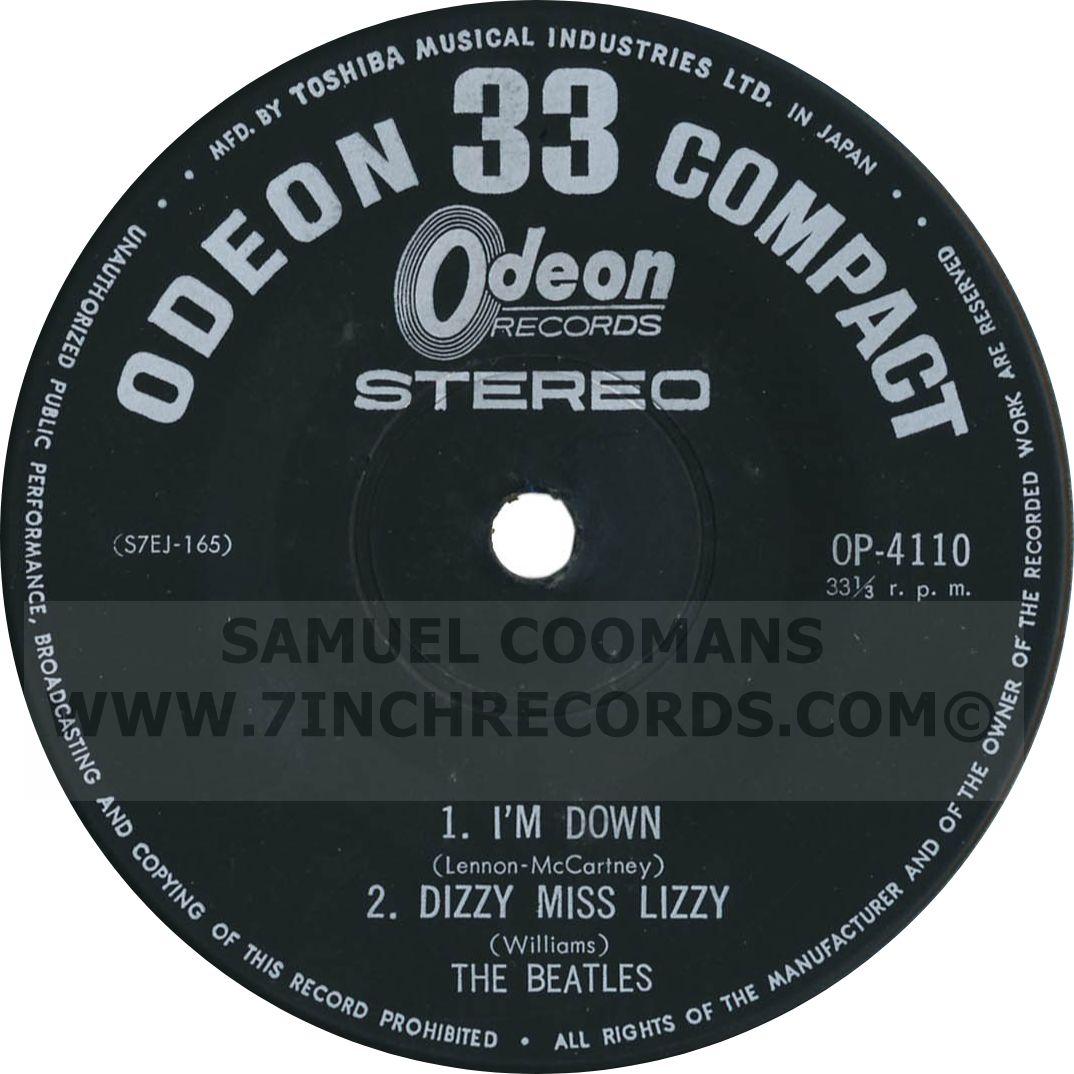 MFD. BY TOSHIBA MUSICAL INDUSTRIES LTD. IN JAPAN
ODEON 33 COMPACT
Odeon
RECORDS
STEREO
(S7EJ-165)
OP-4110
33⅓ r. p. m.
SAMUEL COOMANS
WWW.7INCHRECORDS.COM©
1. I'M DOWN
(Lennon-McCartney)
2. DIZZY MISS LIZZY
(Williams)
THE BEATLES
UNAUTHORIZED PUBLIC PERFORMANCE, BROADCASTING AND COPYING OF THIS RECORD PROHIBITED • ALL RIGHTS OF THE MANUFACTURER AND OF THE OWNER OF THE RECORDED WORK ARE RESERVED